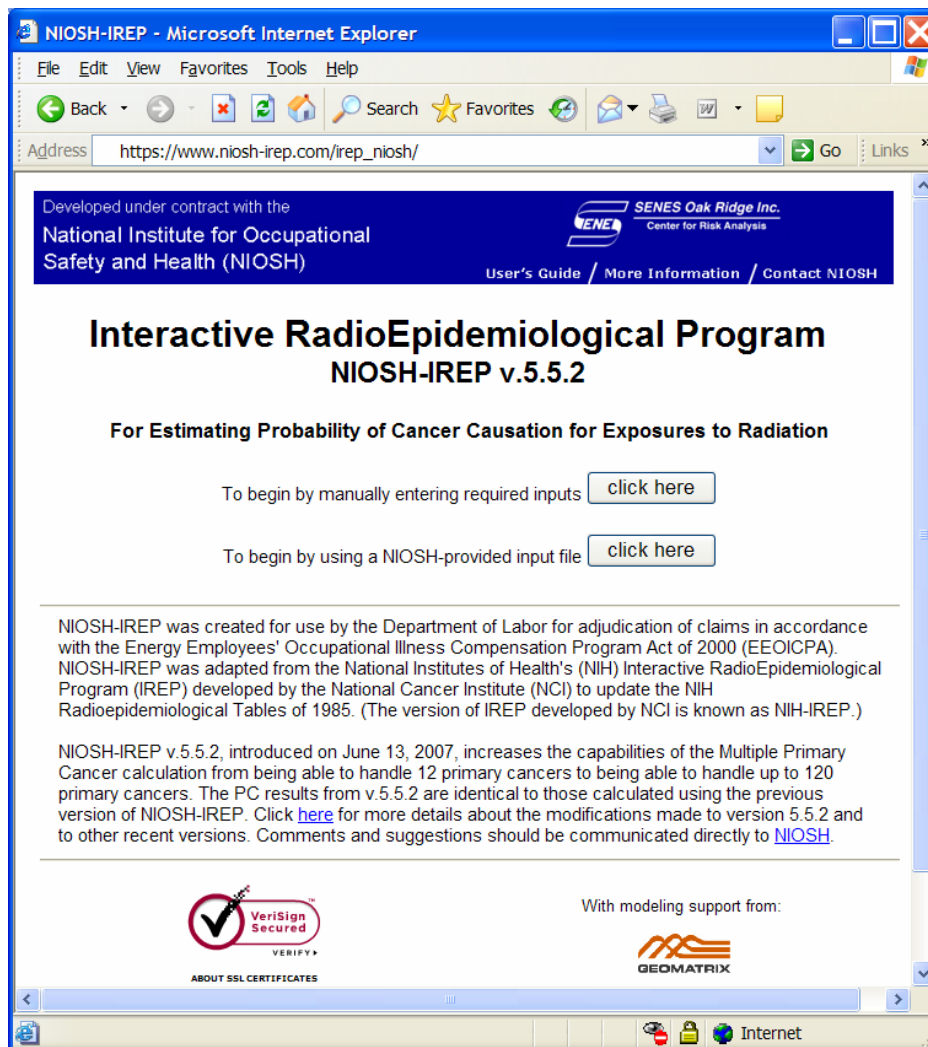 NIOSH-IREP - Microsoft Internet Explorer
File Edit View Favorites Tools Help
Back Search Favorites
Address https://www.niosh-irep.com/irep_niosh/ Go Links »
Developed under contract with the
National Institute for Occupational
Safety and Health (NIOSH)
SENES
SENES Oak Ridge Inc.
Center for Risk Analysis
User's Guide / More Information / Contact NIOSH
Interactive RadioEpidemiological Program
NIOSH-IREP v.5.5.2
For Estimating Probability of Cancer Causation for Exposures to Radiation
To begin by manually entering required inputs click here
To begin by using a NIOSH-provided input file click here
NIOSH-IREP was created for use by the Department of Labor for adjudication of claims in accordance
with the Energy Employees' Occupational Illness Compensation Program Act of 2000 (EEOICPA).
NIOSH-IREP was adapted from the National Institutes of Health's (NIH) Interactive RadioEpidemiological
Program (IREP) developed by the National Cancer Institute (NCI) to update the NIH
Radioepidemiological Tables of 1985. (The version of IREP developed by NCI is known as NIH-IREP.)
NIOSH-IREP v.5.5.2, introduced on June 13, 2007, increases the capabilities of the Multiple Primary
Cancer calculation from being able to handle 12 primary cancers to being able to handle up to 120
primary cancers. The PC results from v.5.5.2 are identical to those calculated using the previous
version of NIOSH-IREP. Click here for more details about the modifications made to version 5.5.2 and
to other recent versions. Comments and suggestions should be communicated directly to NIOSH.
VeriSign
Secured
™
VERIFY
ABOUT SSL CERTIFICATES
With modeling support from:
GEOMATRIX
Internet